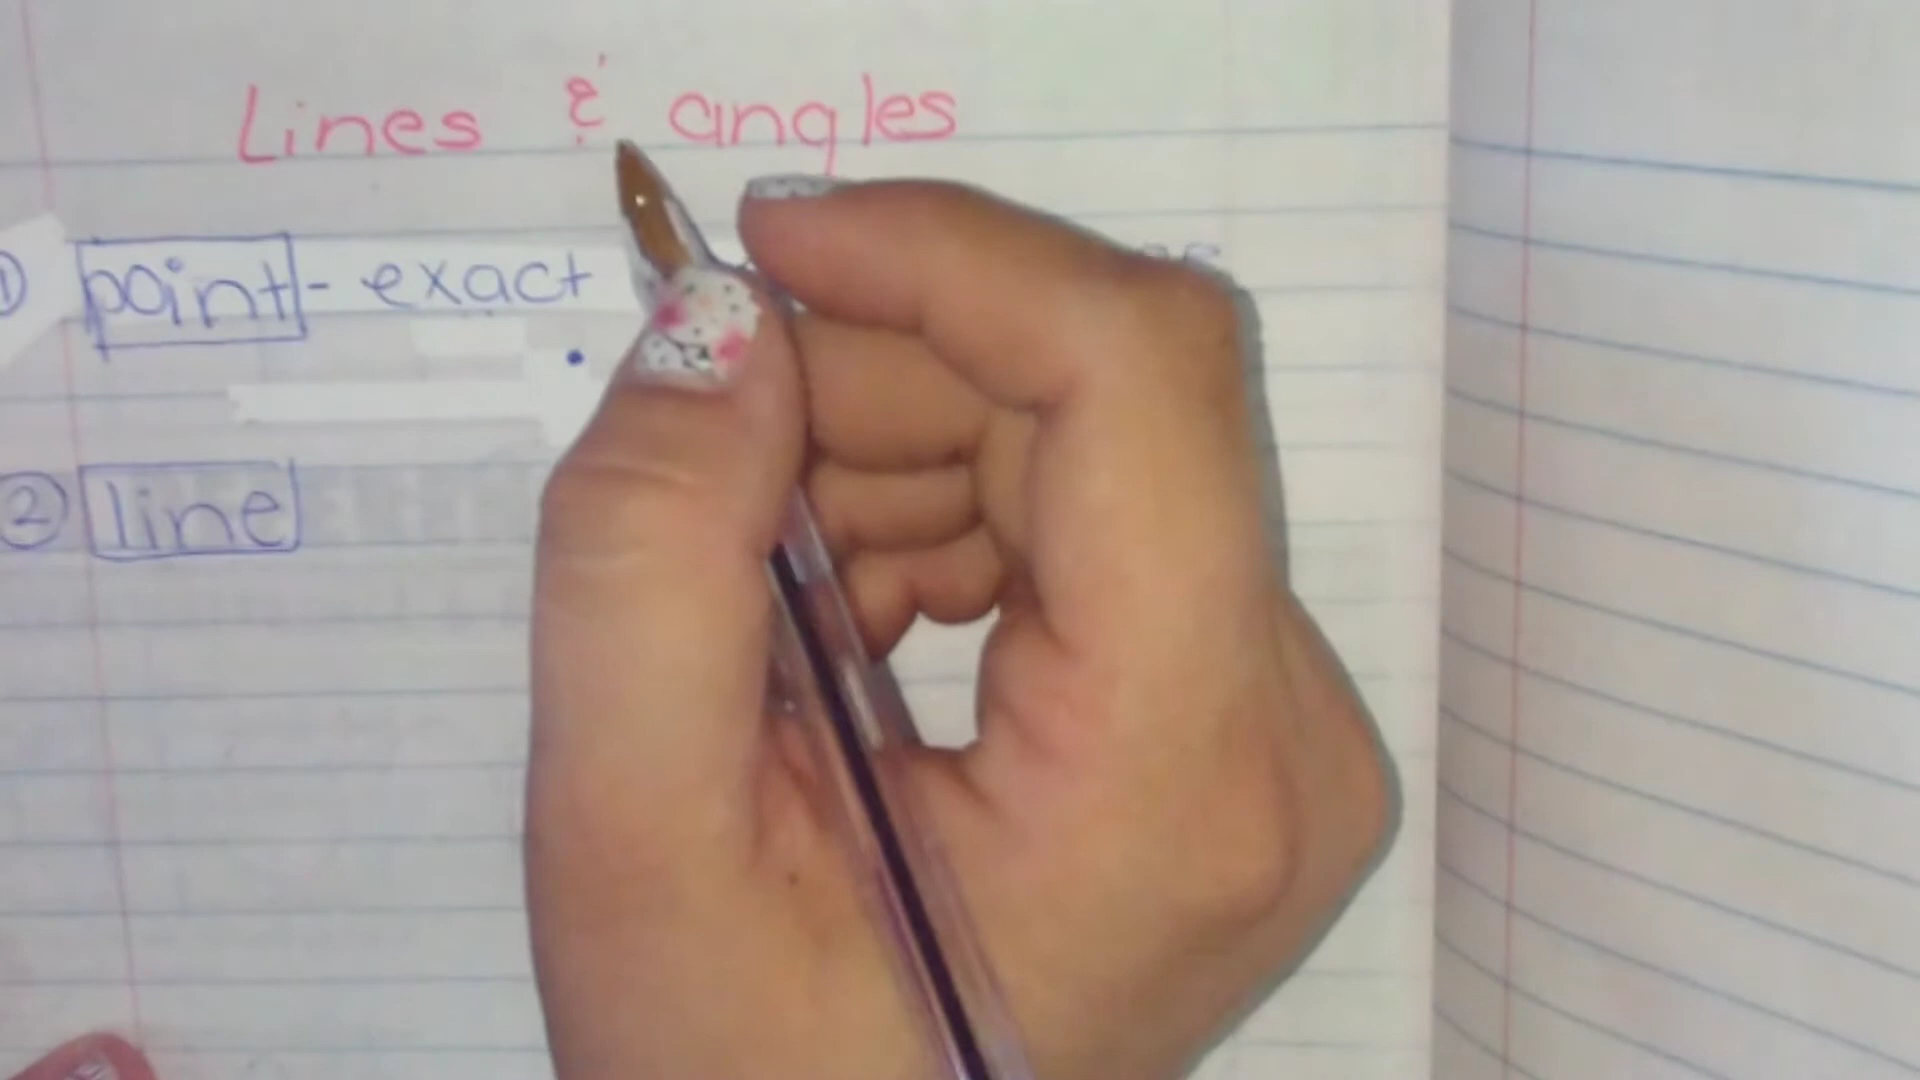 Lines & angles
① point - exact
② line